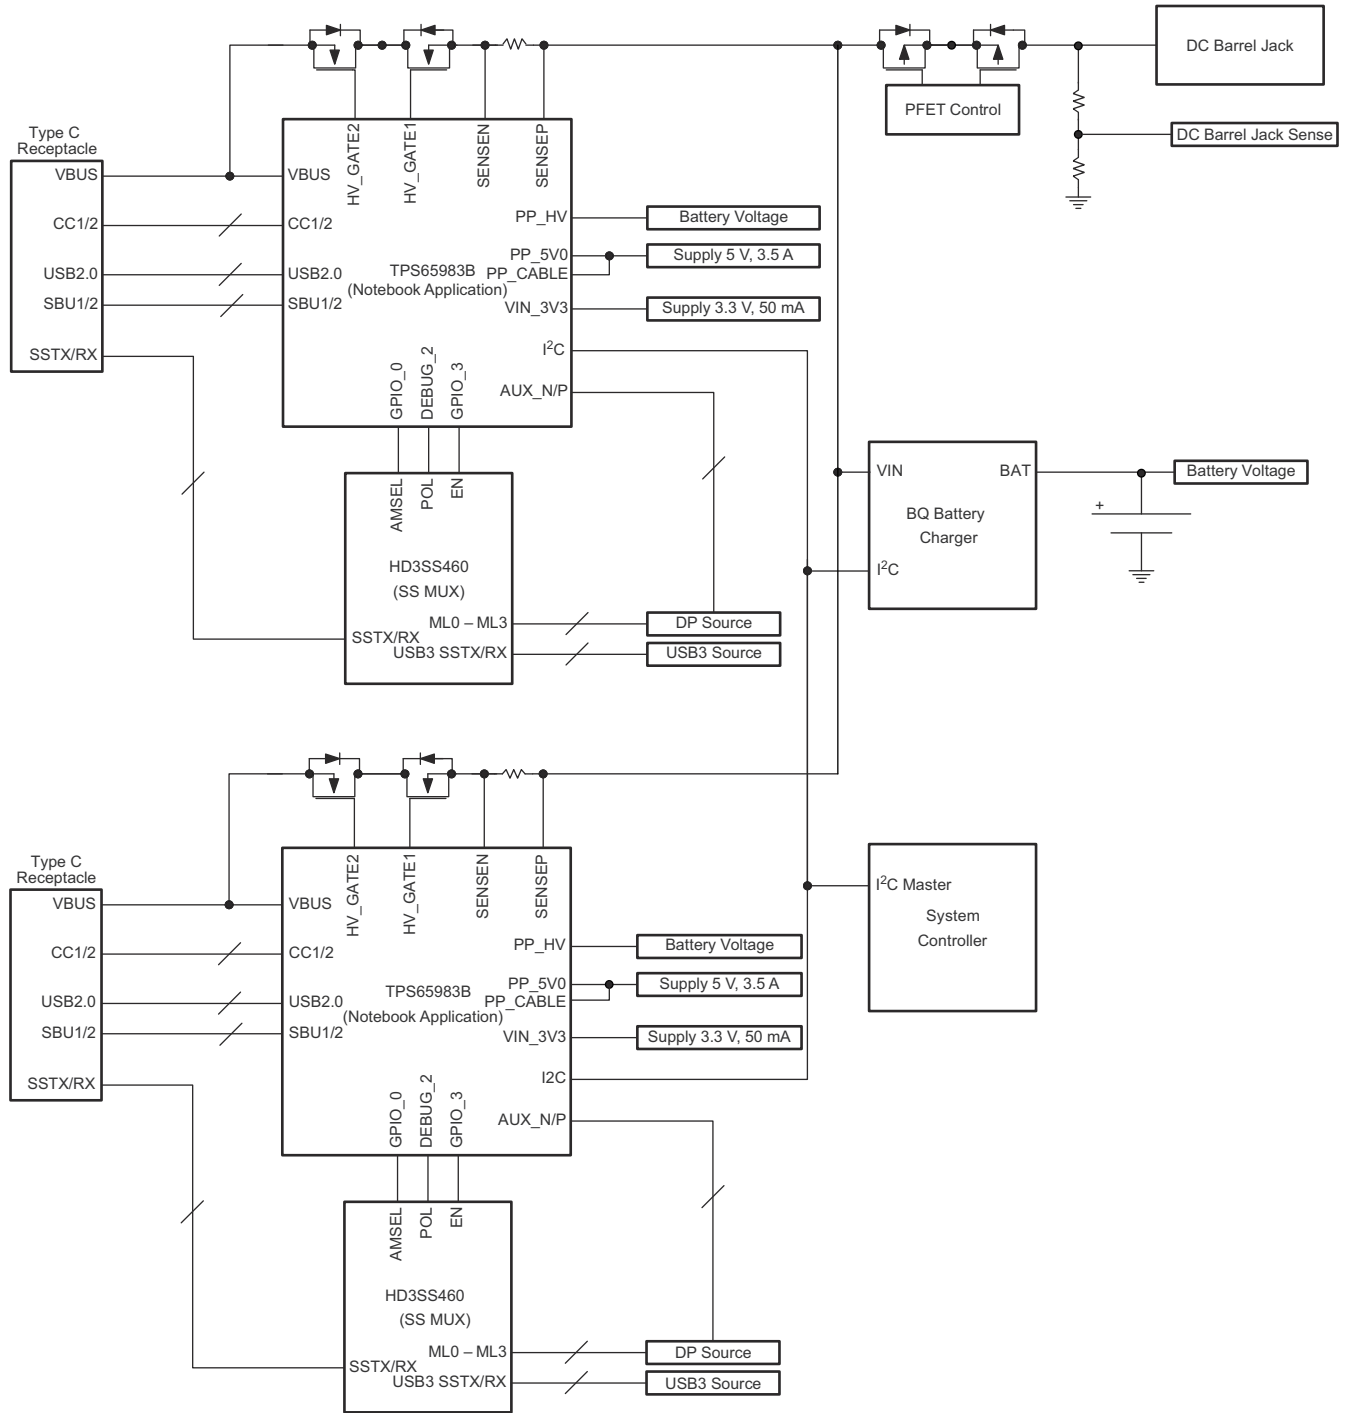 DC Barrel Jack
PFET Control
DC Barrel Jack Sense
Type C
Receptacle
VBUS
CC1/2
USB2.0
SBU1/2
SSTX/RX
HV_GATE2
HV_GATE1
SENSEN
SENSEP
VBUS
CC1/2
USB2.0
SBU1/2
TPS65983B
(Notebook Application)
PP_HV
PP_5V0
PP_CABLE
VIN_3V3
I²C
AUX_N/P
GPIO_0
DEBUG_2
GPIO_3
Battery Voltage
Supply 5 V, 3.5 A
Supply 3.3 V, 50 mA
AMSEL
POL
EN
HD3SS460
(SS MUX)
ML0 – ML3
SSTX/RX
USB3 SSTX/RX
DP Source
USB3 Source
VIN
BAT
BQ Battery
Charger
I²C
Battery Voltage
+
Type C
Receptacle
VBUS
CC1/2
USB2.0
SBU1/2
SSTX/RX
HV_GATE2
HV_GATE1
SENSEN
SENSEP
VBUS
CC1/2
USB2.0
SBU1/2
TPS65983B
(Notebook Application)
PP_HV
PP_5V0
PP_CABLE
VIN_3V3
I2C
AUX_N/P
GPIO_0
DEBUG_2
GPIO_3
Battery Voltage
Supply 5 V, 3.5 A
Supply 3.3 V, 50 mA
I²C Master
System
Controller
AMSEL
POL
EN
HD3SS460
(SS MUX)
ML0 – ML3
SSTX/RX
USB3 SSTX/RX
DP Source
USB3 Source